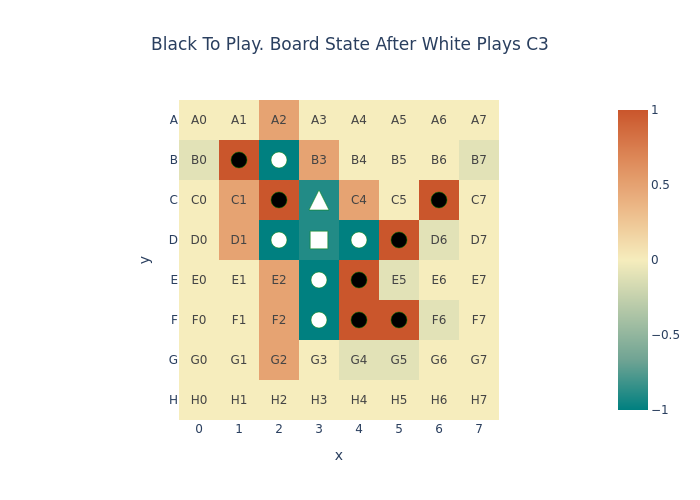 Black To Play. Board State After White Plays C3
A A0 A1 A2 A3 A4 A5 A6 A7
B B0 B3 B4 B5 B6 B7
C C0 C1 C4 C5 C7
D D0 D1 D6 D7
E E0 E1 E2 E5 E6 E7
F F0 F1 F2 F6 F7
G G0 G1 G2 G3 G4 G5 G6 G7
H H0 H1 H2 H3 H4 H5 H6 H7
0 1 2 3 4 5 6 7
x
y
1
0.5
0
−0.5
−1